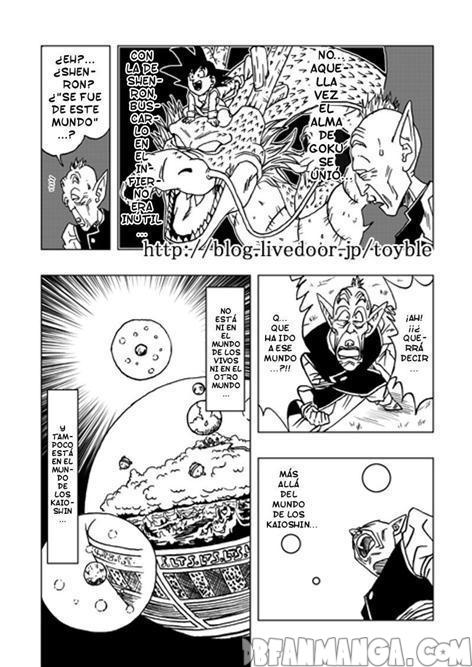 NO...
AQUE-
LLA
VEZ EL
ALMA
DE
GOKU
SE
UNIÓ...
CON
LA DE
SHEN-
RON,
BUS-
CAR-
LO EN
EL
IN-
FIER-
NO ERA
INÚ-
TIL...
¿EH?...
¿SHEN-
RON?
¿"SE FUE
DE ESTE
MUNDO"
...?
http://blog.livedoor.jp/toyble
¡AH!
¡¡¿
QUE-
RRÁ
DECIR
...
Q...
QUE
HA IDO
A ESE
MUNDO
...?!!
MÁS
ALLÁ
DEL
MUNDO
DE LOS
KAIOSHIN...
NO
ESTÁ
NI EN EL
MUNDO
DE LOS
VIVOS
NI EN EL
OTRO
MUNDO
...
Y
TAM-
POCO
ESTÁ
EN EL
MUN-
DO
DE
LOS
KAIO-
SHIN
...
DBFANMANGA.COM